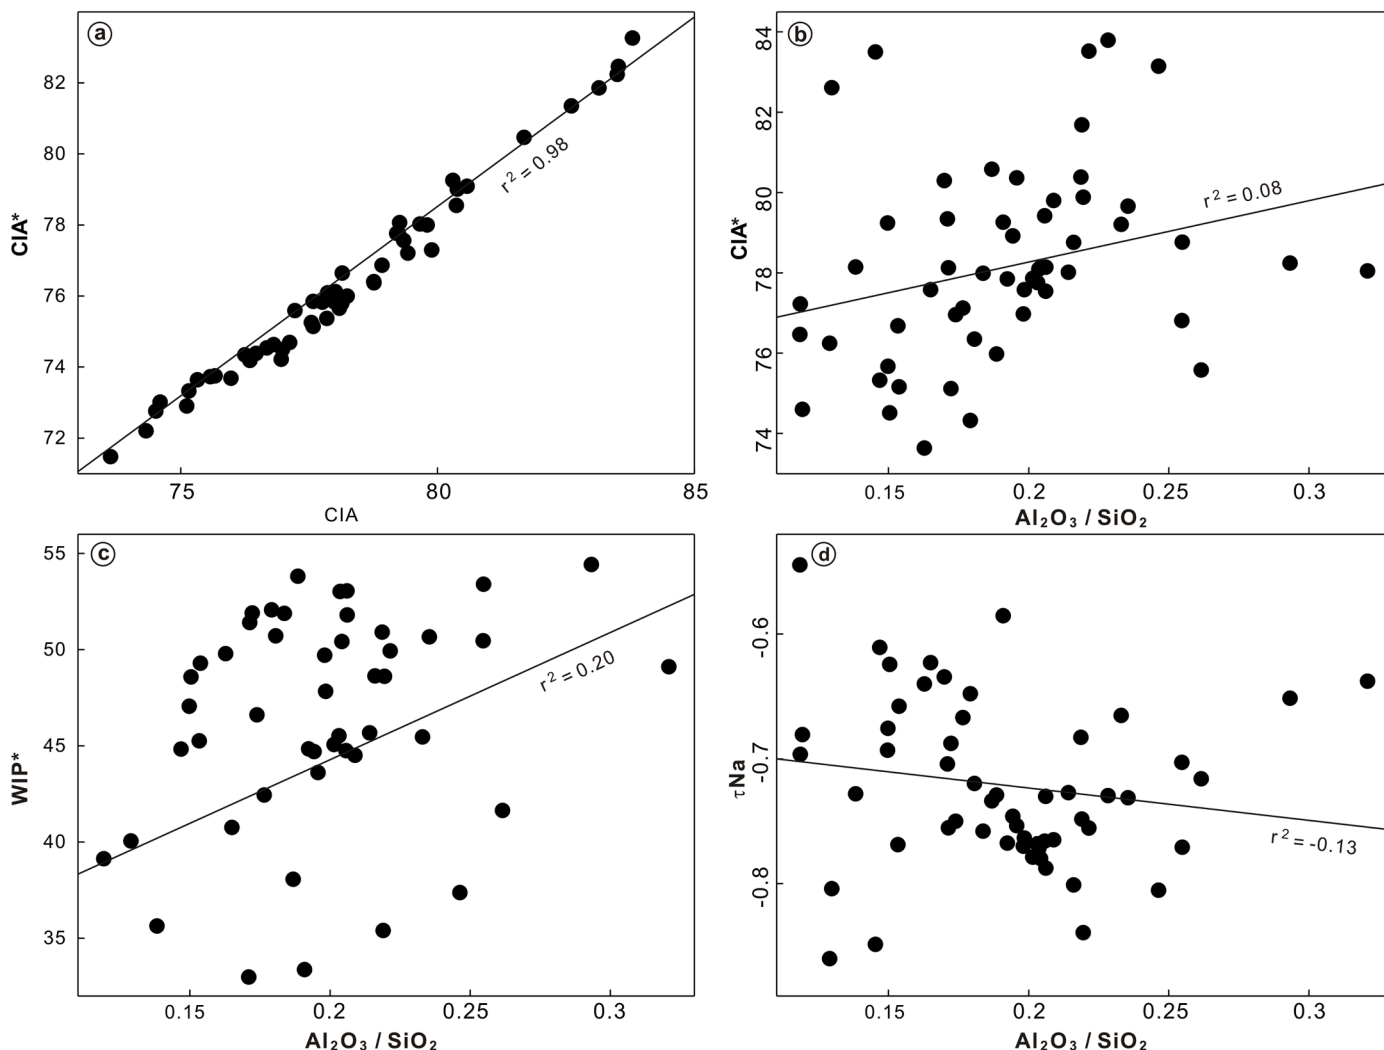 a
82
80
78
76
74
72
CIA*
r² = 0.98
75
80
85
CIA
b
84
82
80
78
76
74
CIA*
r² = 0.08
0.15
0.2
0.25
0.3
Al₂O₃ / SiO₂
c
55
50
45
40
35
WIP*
r² = 0.20
0.15
0.2
0.25
0.3
Al₂O₃ / SiO₂
d
-0.6
-0.7
-0.8
τNa
r² = -0.13
0.15
0.2
0.25
0.3
Al₂O₃ / SiO₂